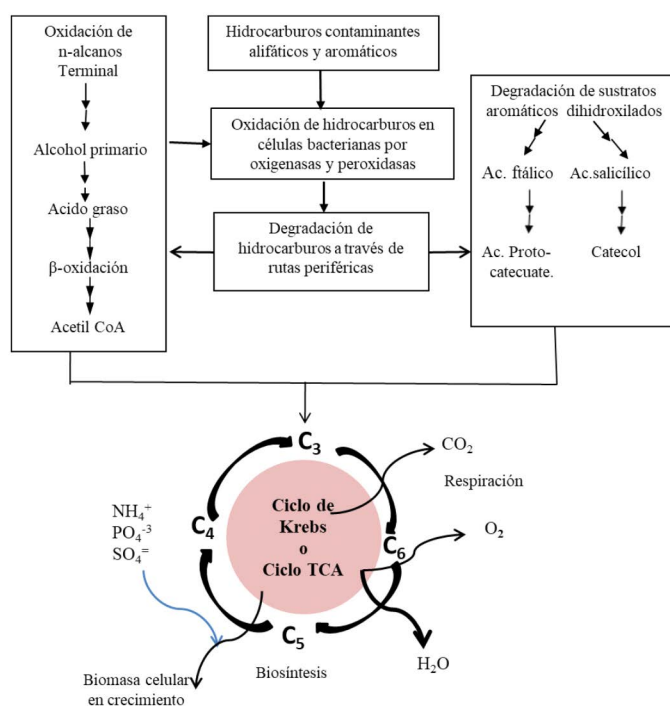 Oxidación de
n-alcanos
Terminal
Alcohol primario
Acido graso
β-oxidación
Acetil CoA
Hidrocarburos contaminantes
alifáticos y aromáticos
Oxidación de hidrocarburos en
células bacterianas por
oxigenasas y peroxidasas
Degradación de
hidrocarburos a través de
rutas periféricas
Degradación de sustratos
aromáticos dihidroxilados
Ac. ftálico
Ac.salicílico
Ac. Proto-
catecuate.
Catecol
C₃
CO₂
Respiración
Ciclo de
Krebs
o
Ciclo TCA
NH₄⁺
PO₄⁻³
SO₄⁼
C₄
C₆
O₂
C₅
H₂O
Biosíntesis
Biomasa celular
en crecimiento